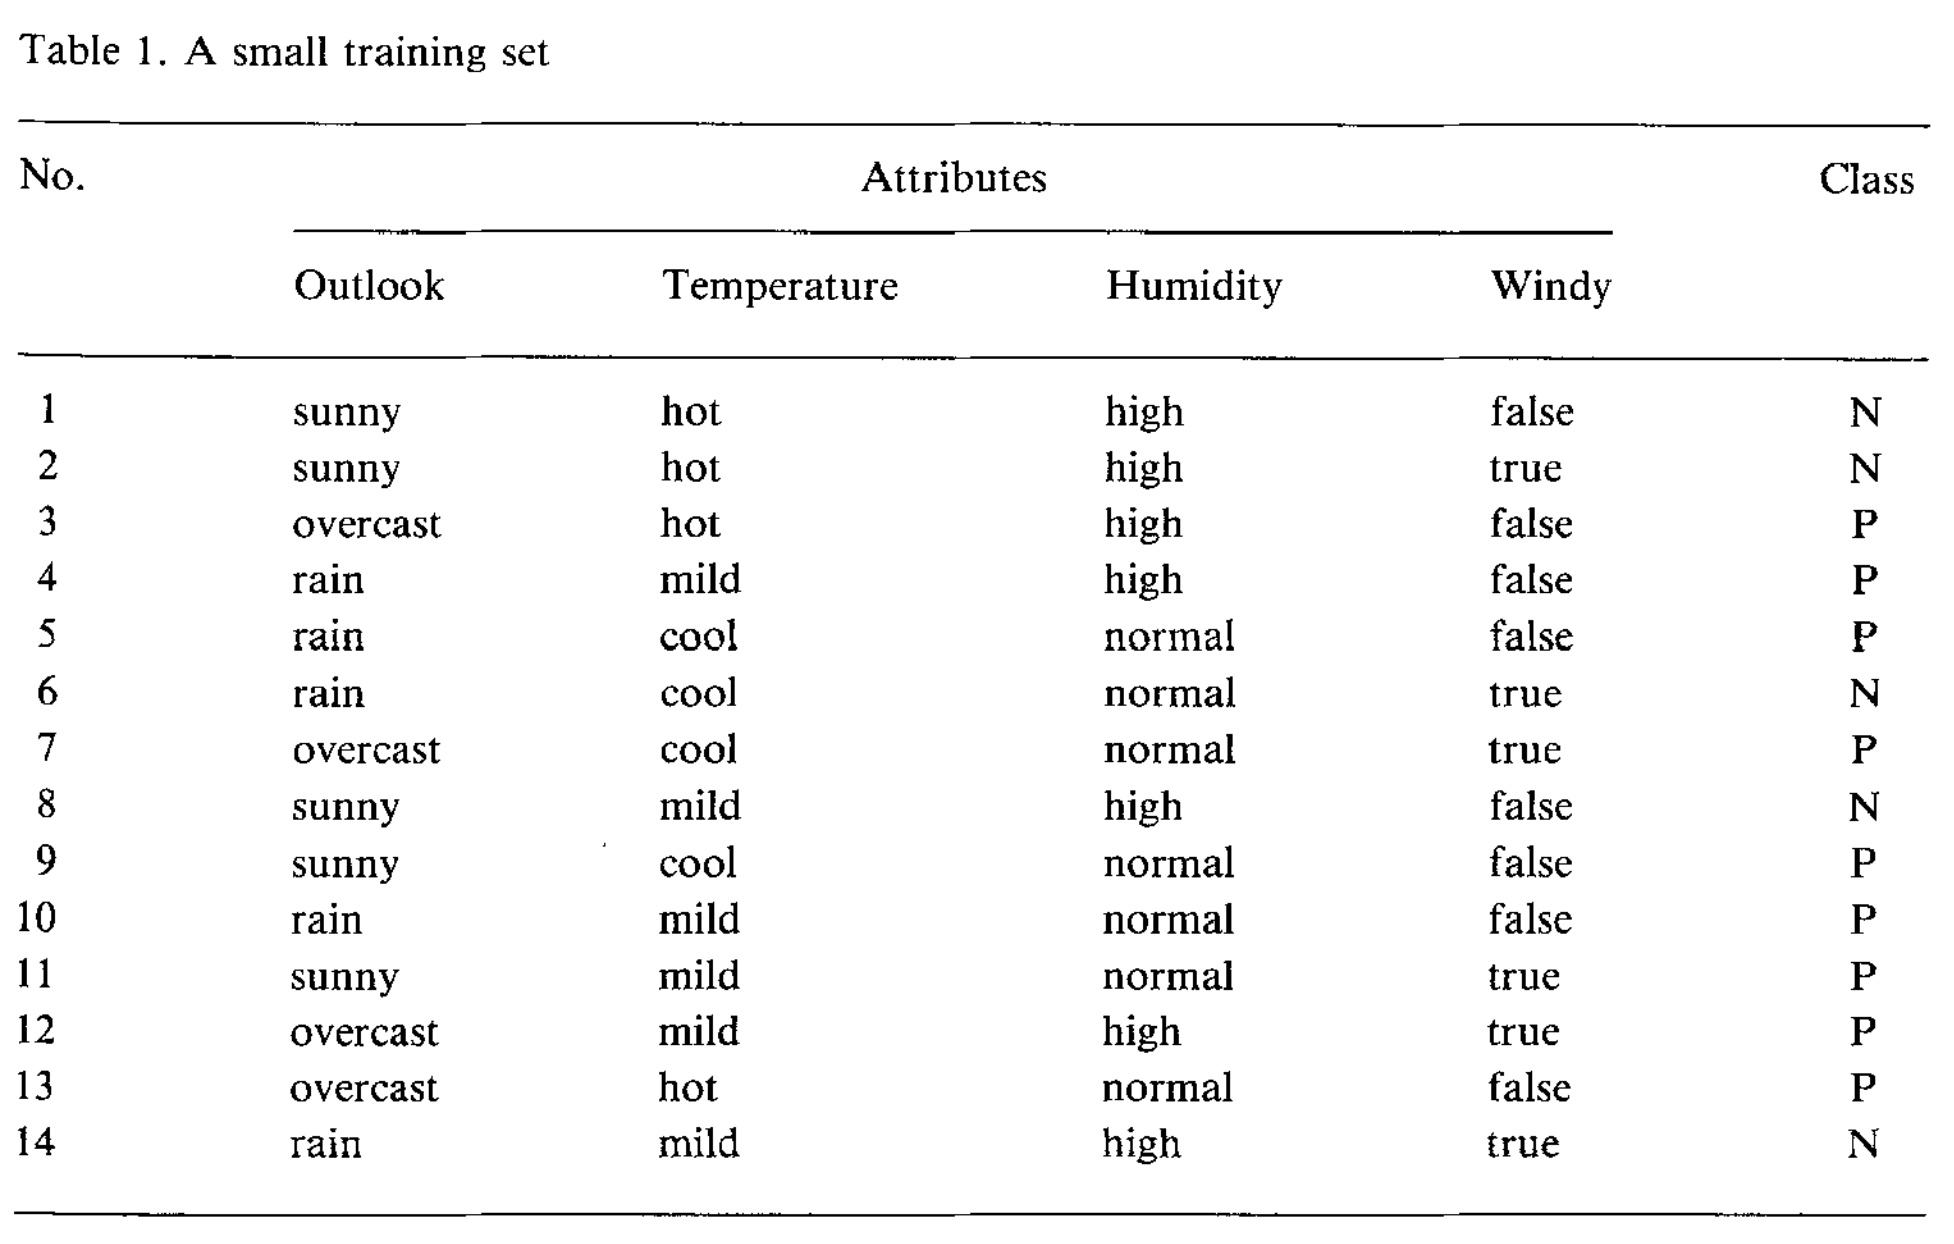 Table 1. A small training set
No. Attributes Class
Outlook Temperature Humidity Windy
1 sunny hot high false N
2 sunny hot high true N
3 overcast hot high false P
4 rain mild high false P
5 rain cool normal false P
6 rain cool normal true N
7 overcast cool normal true P
8 sunny mild high false N
9 sunny cool normal false P
10 rain mild normal false P
11 sunny mild normal true P
12 overcast mild high true P
13 overcast hot normal false P
14 rain mild high true N